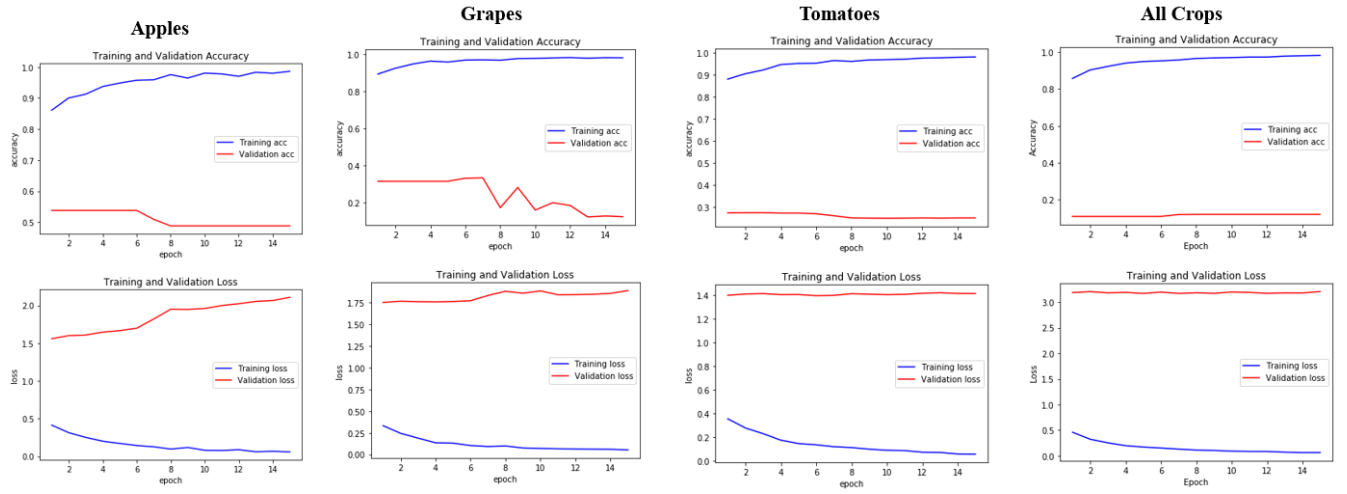 Apples
Grapes
Tomatoes
All Crops
Training and Validation Accuracy
1.0
0.9
0.8
0.7
0.6
0.5
accuracy
Training acc
Validation acc
2 4 6 8 10 12 14
epoch
Training and Validation Accuracy
1.0
0.8
0.6
0.4
0.2
accuracy
Training acc
Validation acc
2 4 6 8 10 12 14
epoch
Training and Validation Accuracy
1.0
0.9
0.8
0.7
0.6
0.5
0.4
0.3
accuracy
Training acc
Validation acc
2 4 6 8 10 12 14
epoch
Training and Validation Accuracy
1.0
0.8
0.6
0.4
0.2
Accuracy
Training acc
Validation acc
2 4 6 8 10 12 14
Epoch
Training and Validation Loss
2.0
1.5
1.0
0.5
0.0
loss
Training loss
Validation loss
2 4 6 8 10 12 14
epoch
Training and Validation Loss
1.75
1.50
1.25
1.00
0.75
0.50
0.25
0.00
loss
Training loss
Validation loss
2 4 6 8 10 12 14
epoch
Training and Validation Loss
1.4
1.2
1.0
0.8
0.6
0.4
0.2
0.0
loss
Training loss
Validation loss
2 4 6 8 10 12 14
epoch
Training and Validation Loss
3.0
2.5
2.0
1.5
1.0
0.5
0.0
Loss
Training loss
Validation loss
2 4 6 8 10 12 14
Epoch